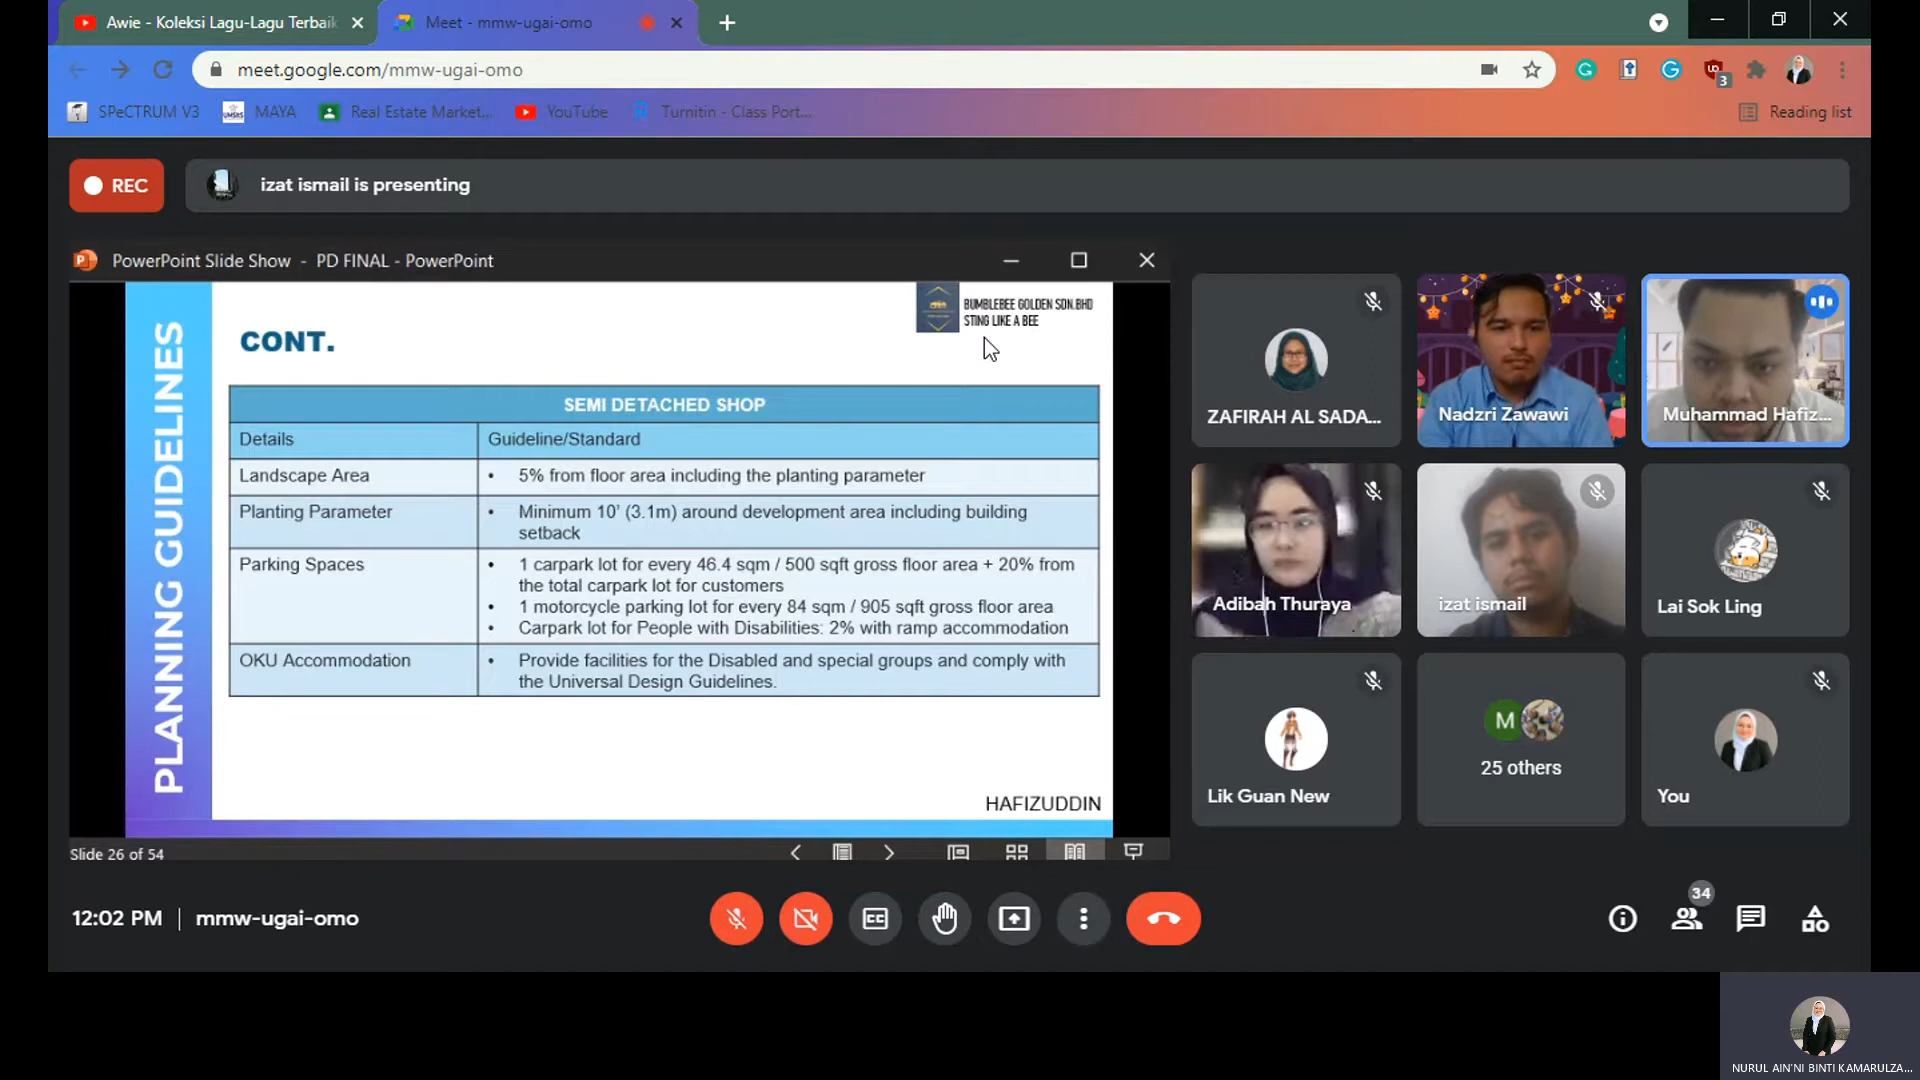 Awie - Koleksi Lagu-Lagu Terbaik
Meet - mmw-ugai-omo
meet.google.com/mmw-ugai-omo
3
SPeCTRUM V3
MAYA
Real Estate Market...
YouTube
Turnitin - Class Port...
Reading list
REC
izat ismail is presenting
PowerPoint Slide Show - PD FINAL - PowerPoint
PLANNING GUIDELINES
BUMBLEBEE GOLDEN SDN.BHD
STING LIKE A BEE
CONT.
SEMI DETACHED SHOP
Details
Guideline/Standard
Landscape Area
• 5% from floor area including the planting parameter
Planting Parameter
• Minimum 10' (3.1m) around development area including building
setback
Parking Spaces
• 1 carpark lot for every 46.4 sqm / 500 sqft gross floor area + 20% from
the total carpark lot for customers
• 1 motorcycle parking lot for every 84 sqm / 905 sqft gross floor area
• Carpark lot for People with Disabilities: 2% with ramp accommodation
OKU Accommodation
• Provide facilities for the Disabled and special groups and comply with
the Universal Design Guidelines.
HAFIZUDDIN
Slide 26 of 54
ZAFIRAH AL SADA...
Nadzri Zawawi
Muhammad Hafiz...
Adibah Thuraya
izat ismail
Lai Sok Ling
Lik Guan New
M
25 others
You
12:02 PM | mmw-ugai-omo
34
NURUL AIN'NI BINTI KAMARULZA...